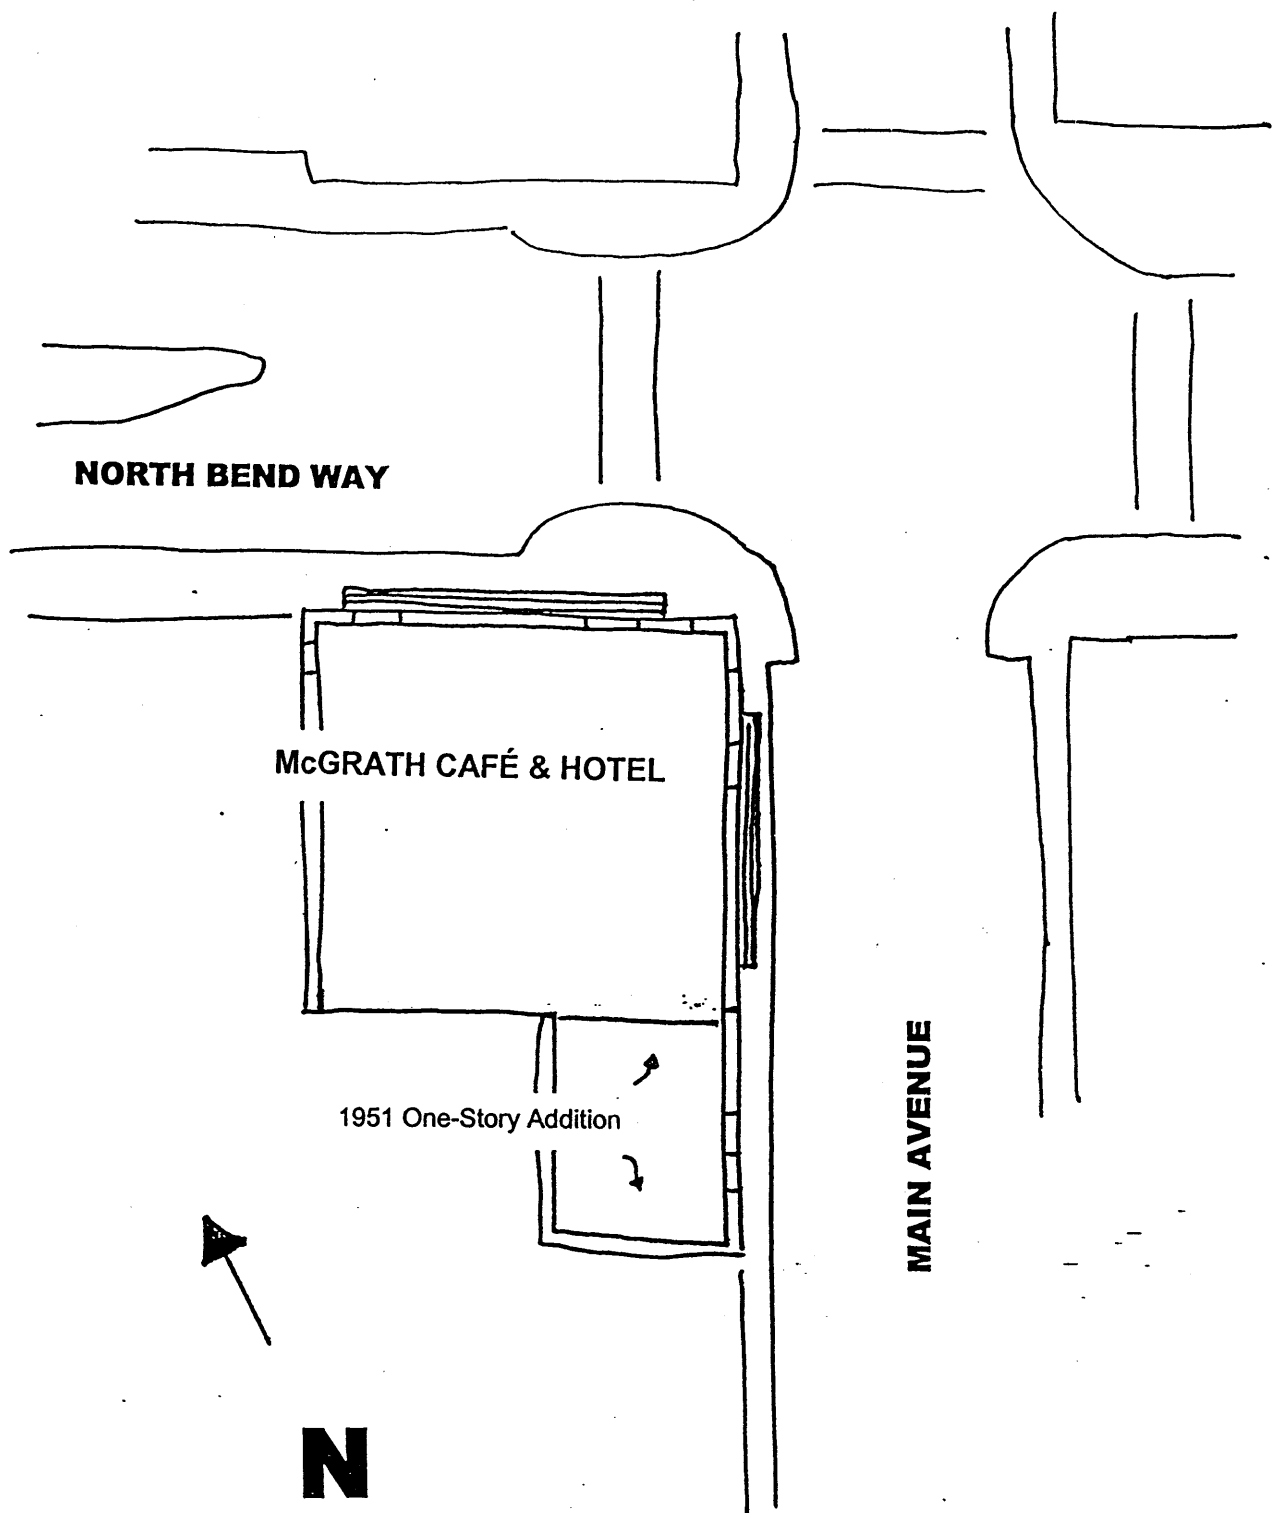 NORTH BEND WAY
McGRATH CAFÉ & HOTEL
1951 One-Story Addition
MAIN AVENUE
N